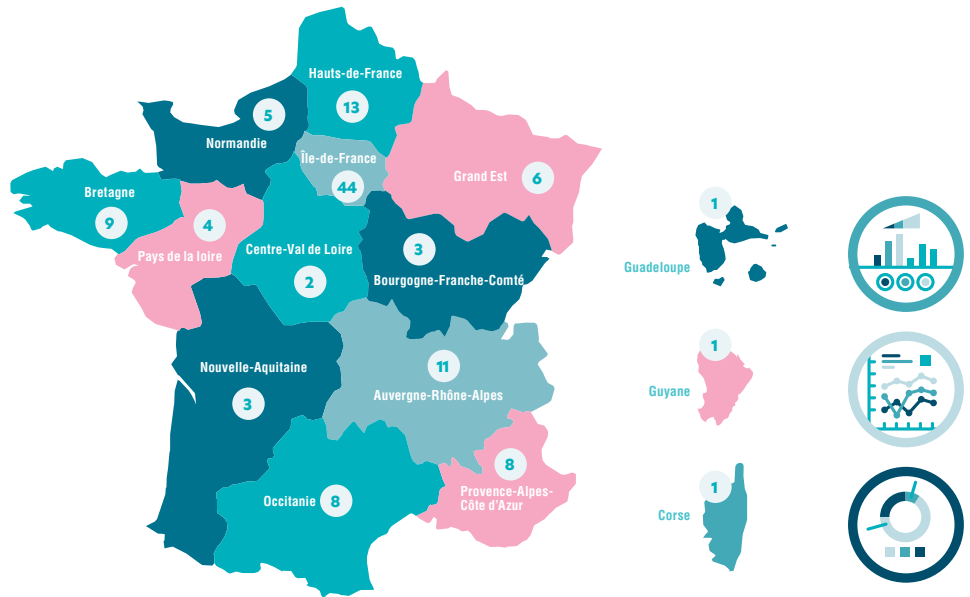 Hauts-de-France
13
5
Normandie
Île-de-France
44
Grand Est
6
Bretagne
9
4
Pays de la loire
Centre-Val de Loire
2
3
Bourgogne-Franche-Comté
Nouvelle-Aquitaine
3
11
Auvergne-Rhône-Alpes
Occitanie
8
8
Provence-Alpes-
Côte d'Azur
1
Guadeloupe
1
Guyane
1
Corse